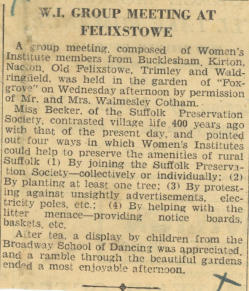 W.I. GROUP MEETING AT
FELIXSTOWE
A group meeting, composed of Women's
Institute members from Bucklesham, Kirton,
Nacton, Old Felixstowe, Trimley and Wald-
ringfield, was held in the garden of "Fox-
grove" on Wednesday afternoon by permission
of Mr. and Mrs. Walmesley Cotham.
Miss Becker, of the Suffolk Preservation
Society, contrasted village life 400 years ago
with that of the present day, and pointed
out four ways in which Women's Institutes
could help to preserve the amenities of rural
Suffolk (1) By joining the Suffolk Preserva-
tion Society—collectively or individually; (2)
By planting at least one tree; (3) By protest-
ing against unsightly advertisements, elec-
tricity poles, etc.; (4) By helping with the
litter menace—providing notice boards,
baskets, etc.
After tea, a display by children from the
Broadway School of Dancing was appreciated,
and a ramble through the beautiful gardens
ended a most enjoyable afternoon.